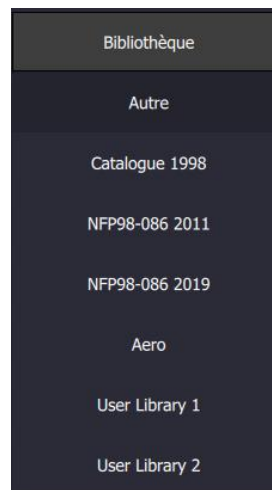 Bibliothèque
Autre
Catalogue 1998
NFP98-086 2011
NFP98-086 2019
Aero
User Library 1
User Library 2